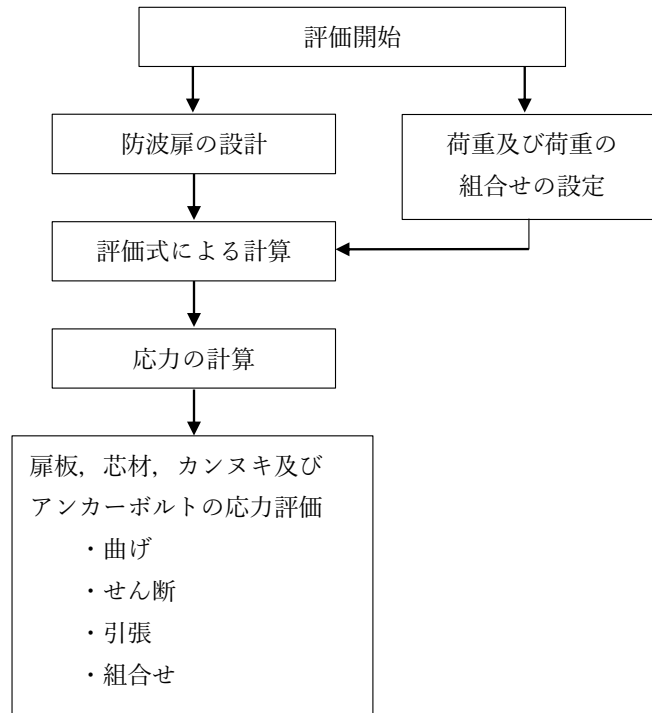 評価開始
防波扉の設計
荷重及び荷重の
組合せの設定
評価式による計算
応力の計算
扉板，芯材，カンヌキ及び
アンカーボルトの応力評価
・曲げ
・せん断
・引張
・組合せ